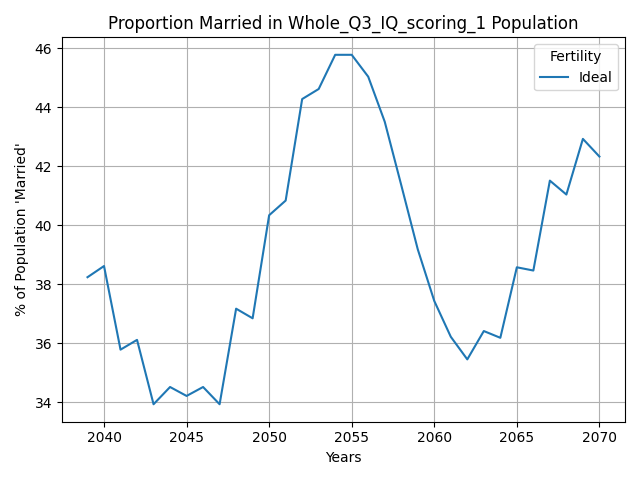 Proportion Married in Whole_Q3_IQ_scoring_1 Population
Fertility
Ideal
% of Population 'Married'
46
44
42
40
38
36
34
2040 2045 2050 2055 2060 2065 2070
Years